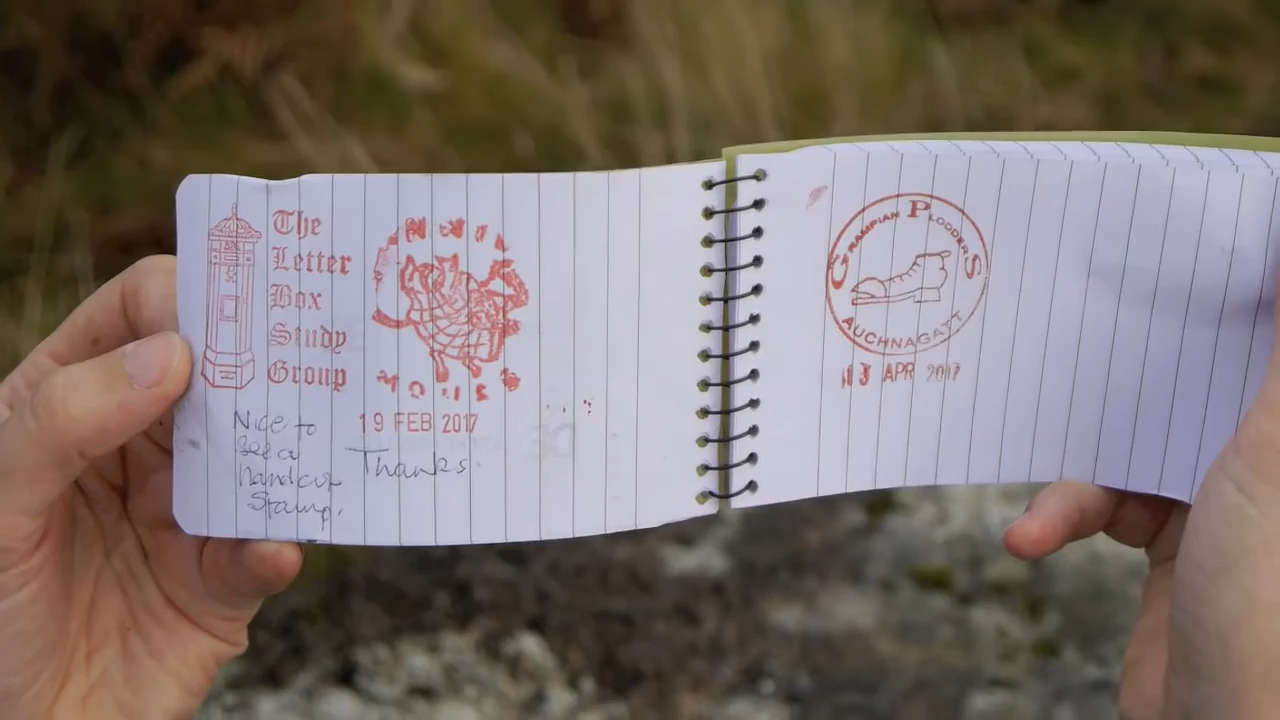 The
Letter
Box
Study
Group
19 FEB 2017
Nice to
see a
handcut
Stamp.
Thanks.
GRAMPIAN PLODDERS
AUCHNAGATT
APR 2017